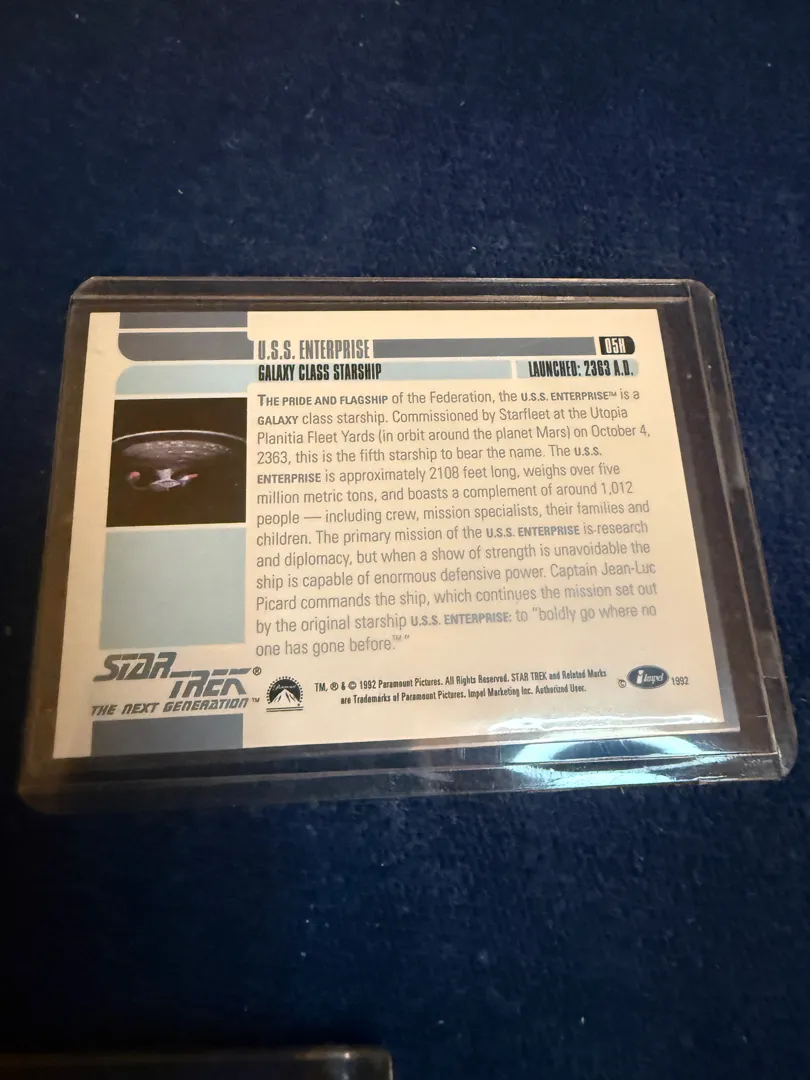 U.S.S. ENTERPRISE
05H
GALAXY CLASS STARSHIP
LAUNCHED: 2363 A.D.
THE PRIDE AND FLAGSHIP of the Federation, the U.S.S. ENTERPRISE™ is a
GALAXY class starship. Commissioned by Starfleet at the Utopia
Planitia Fleet Yards (in orbit around the planet Mars) on October 4,
2363, this is the fifth starship to bear the name. The U.S.S.
ENTERPRISE is approximately 2108 feet long, weighs over five
million metric tons, and boasts a complement of around 1,012
people — including crew, mission specialists, their families and
children. The primary mission of the U.S.S. ENTERPRISE is research
and diplomacy, but when a show of strength is unavoidable the
ship is capable of enormous defensive power. Captain Jean-Luc
Picard commands the ship, which continues the mission set out
by the original starship U.S.S. ENTERPRISE: to "boldly go where no
one has gone before.™"
STAR
TREK®
THE NEXT GENERATION™
Paramount
TM, ® & © 1992 Paramount Pictures. All Rights Reserved. STAR TREK and Related Marks
are Trademarks of Paramount Pictures. Impel Marketing Inc. Authorized User.
© Impel 1992